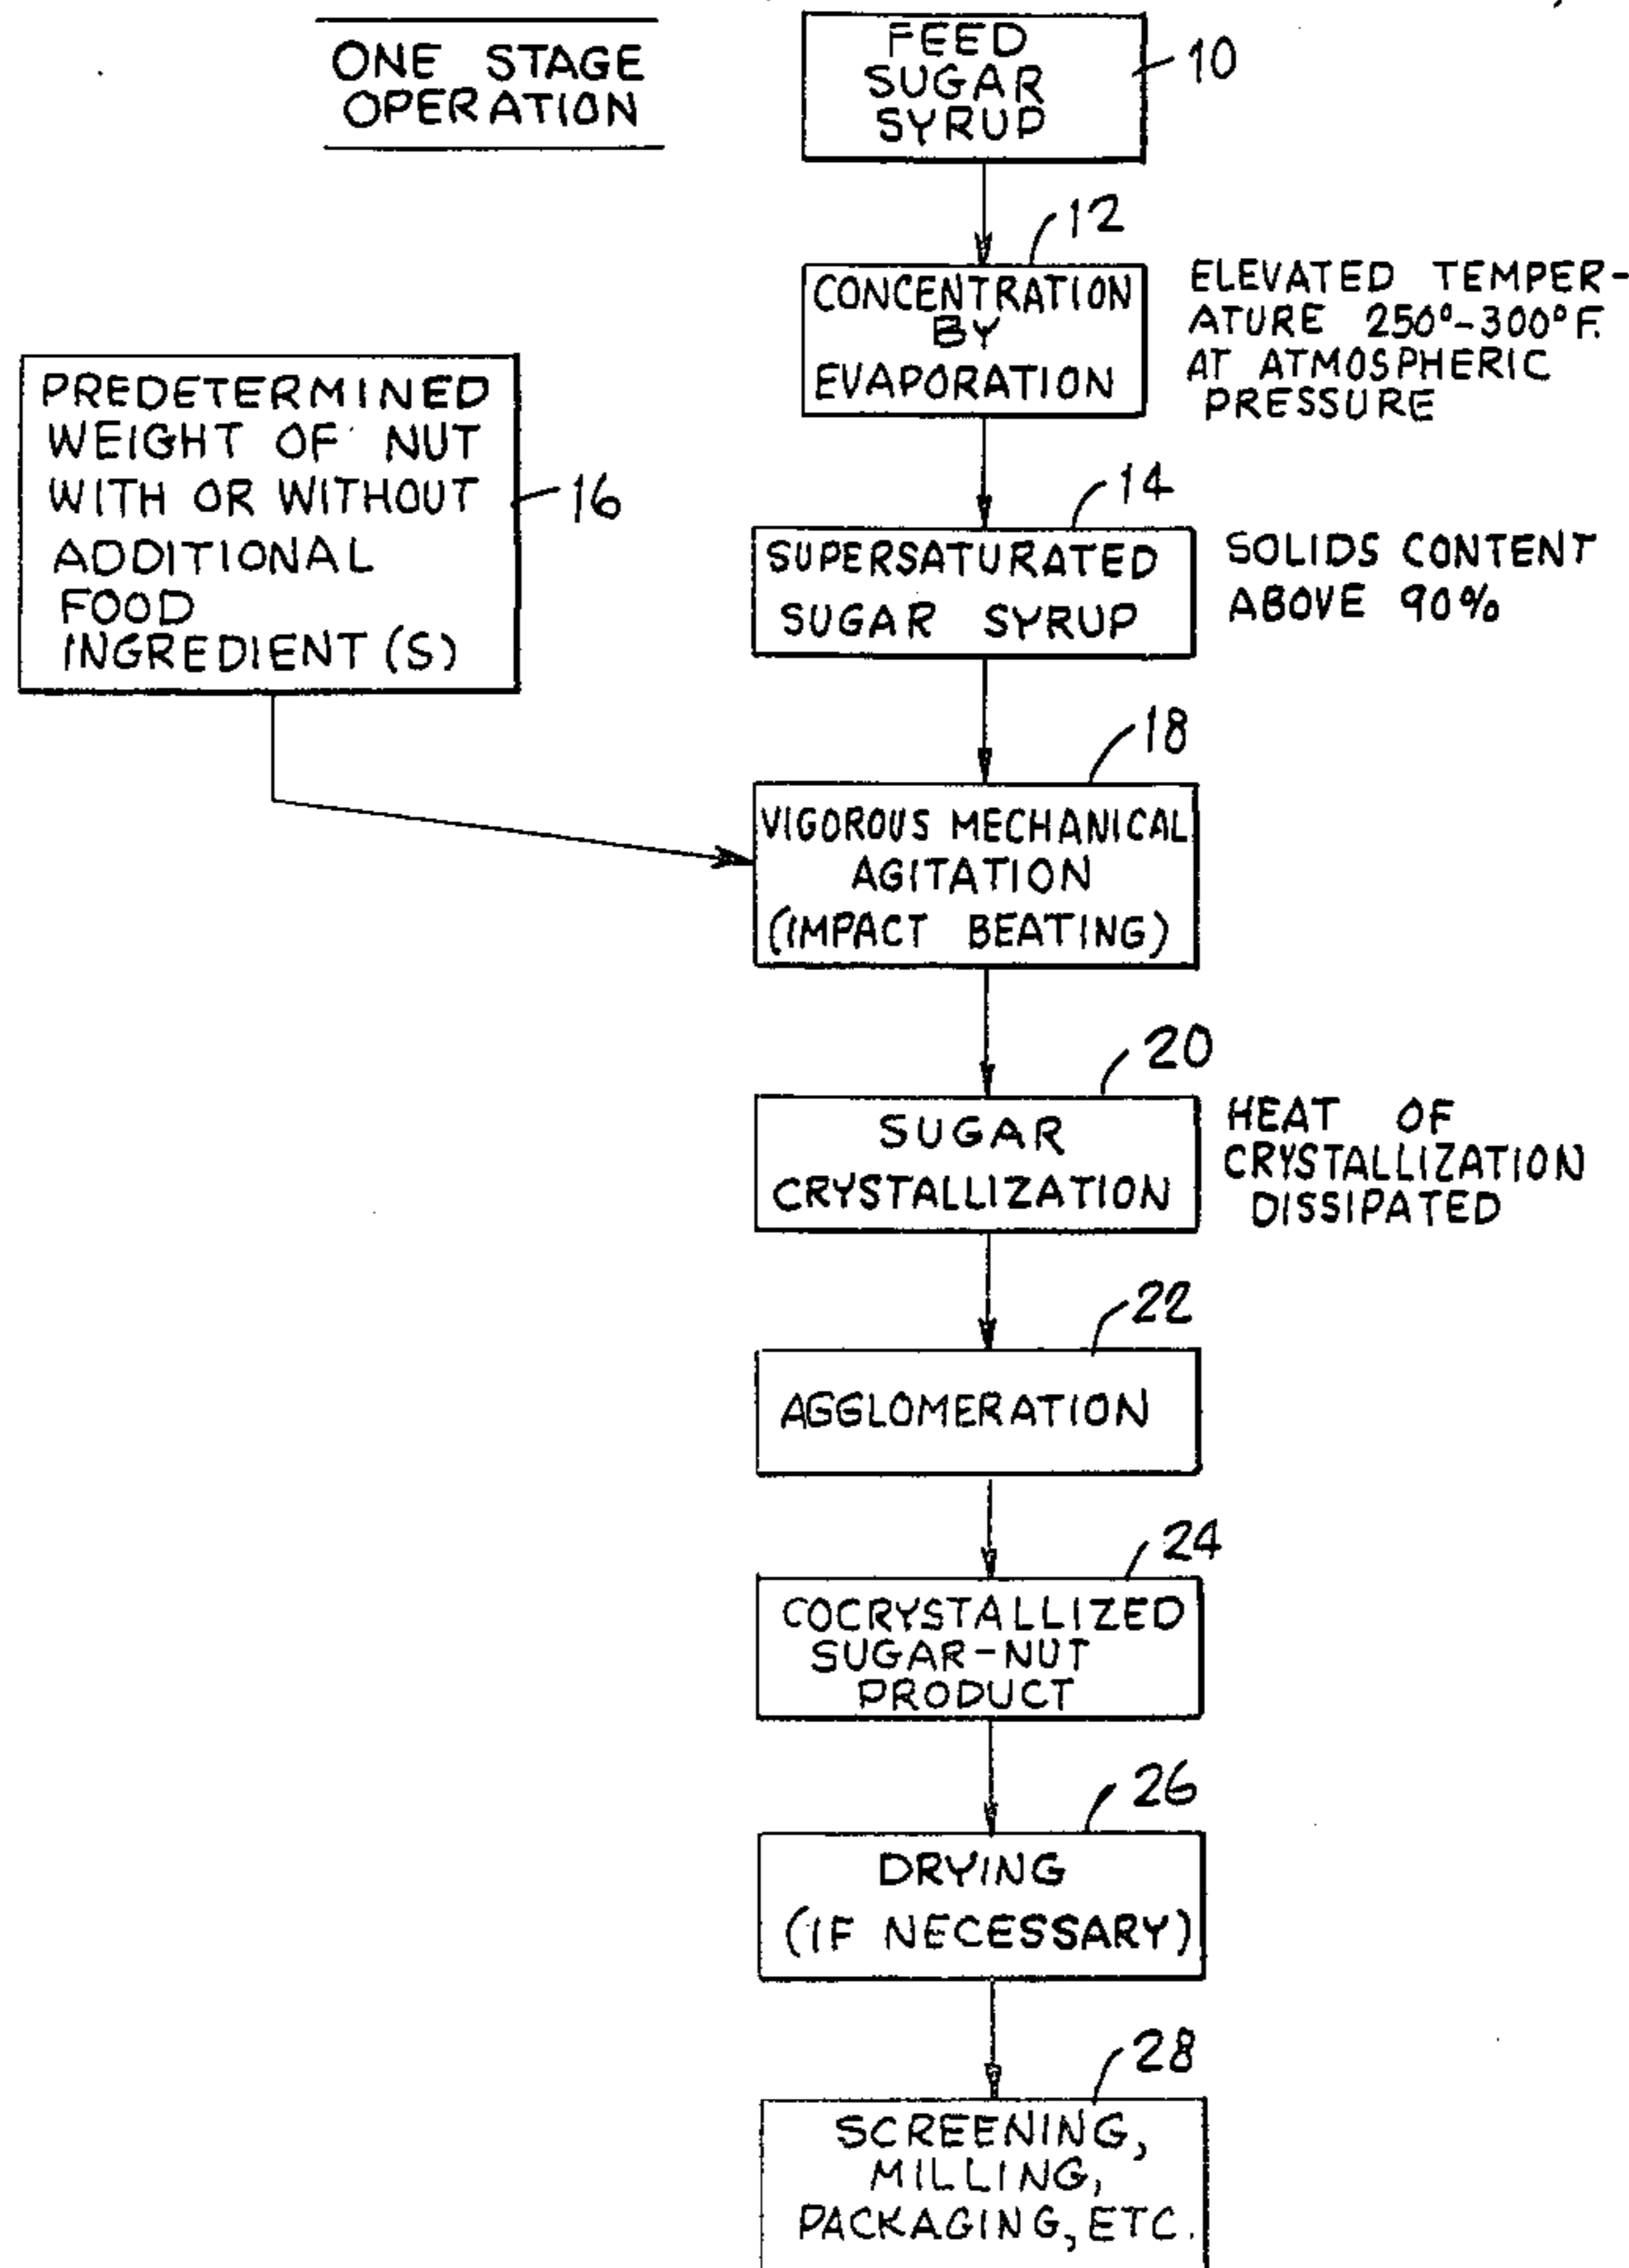 ONE STAGE
OPERATION
FEED
SUGAR
SYRUP
10
12
CONCENTRATION
BY
EVAPORATION
ELEVATED TEMPER-
ATURE 250°-300°F.
AT ATMOSPHERIC
PRESSURE
PREDETERMINED
WEIGHT OF NUT
WITH OR WITHOUT
ADDITIONAL
FOOD
INGREDIENT(S)
16
14
SUPERSATURATED
SUGAR SYRUP
SOLIDS CONTENT
ABOVE 90%
18
VIGOROUS MECHANICAL
AGITATION
(IMPACT BEATING)
20
SUGAR
CRYSTALLIZATION
HEAT OF
CRYSTALLIZATION
DISSIPATED
22
AGGLOMERATION
24
COCRYSTALLIZED
SUGAR-NUT
PRODUCT
26
DRYING
(IF NECESSARY)
28
SCREENING,
MILLING,
PACKAGING, ETC.